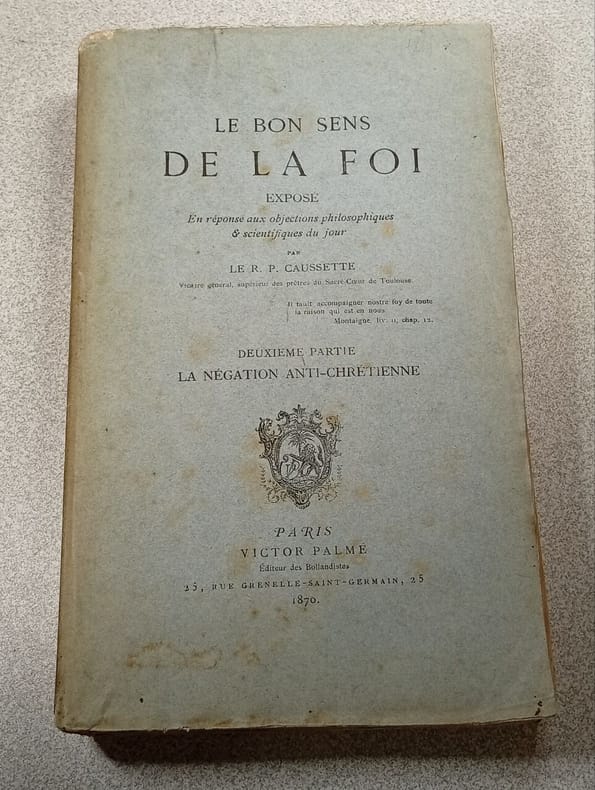 LE BON SENS
DE LA FOI
EXPOSÉ
En réponse aux objections philosophiques
& scientifiques du jour
PAR
LE R. P. CAUSSETTE
Vicaire général, supérieur des prêtres du Sacré-Cœur de Toulouse.
Il fault accompagner nostre foy de toute
la raison qui est en nous
Montaigne, liv. II, chap. 12.
DEUXIEME PARTIE
LA NÉGATION ANTI-CHRÉTIENNE
PARIS
VICTOR PALMÉ
Éditeur des Bollandistes
25, RUE GRENELLE-SAINT-GERMAIN, 25
1870.